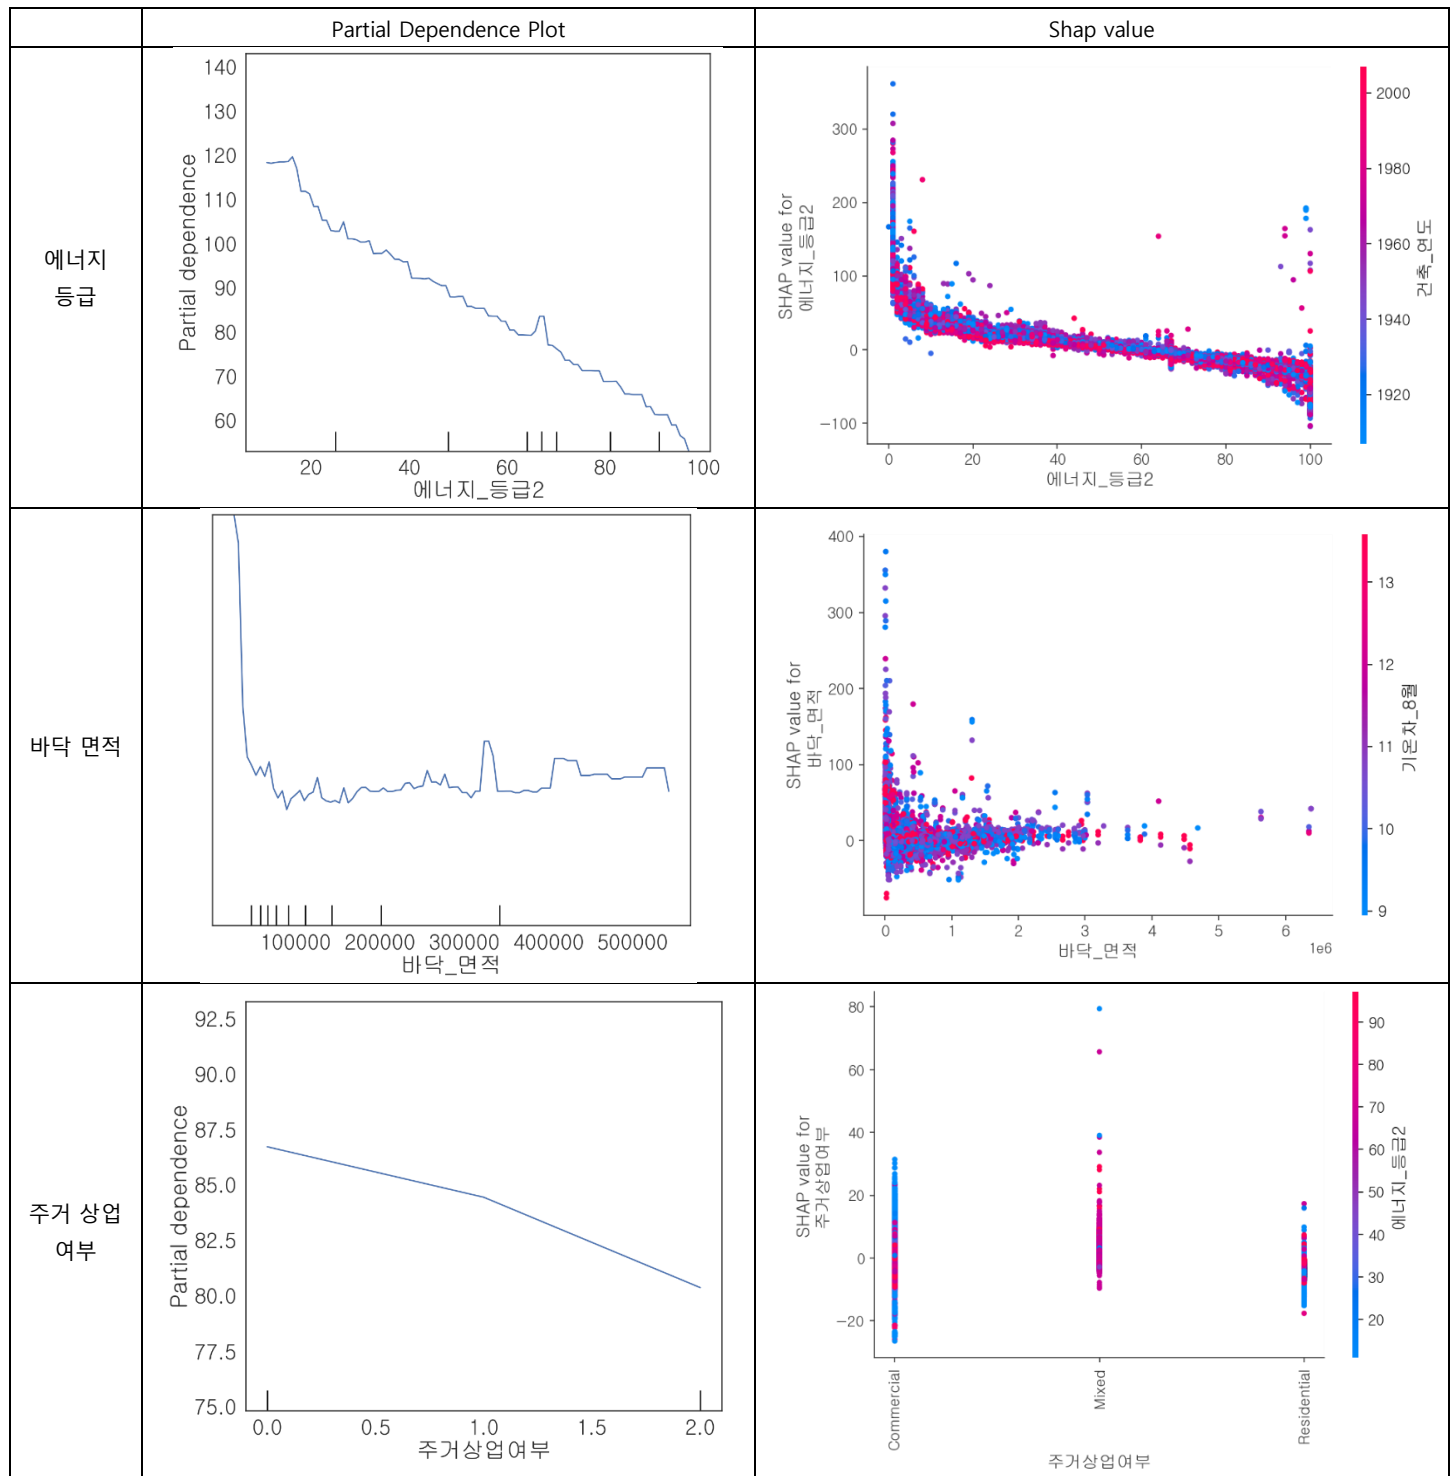 Partial Dependence Plot
Shap value
에너지
등급
140
130
120
110
100
90
80
70
60
Partial dependence
20
40
60
80
100
에너지_등급2
300
200
100
0
−100
SHAP value for
에너지_등급2
0
20
40
60
80
100
에너지_등급2
2000
1980
1960
1940
1920
건축_연도
바닥 면적
100000
200000
300000
400000
500000
바닥_면적
400
300
200
100
0
SHAP value for
바닥_면적
0
1
2
3
4
5
6
1e6
바닥_면적
13
12
11
10
9
기온차_8월
주거 상업
여부
92.5
90.0
87.5
85.0
82.5
80.0
77.5
75.0
Partial dependence
0.0
0.5
1.0
1.5
2.0
주거상업여부
80
60
40
20
0
−20
SHAP value for
주거상업여부
Commercial
Mixed
Residential
주거상업여부
90
80
70
60
50
40
30
20
에너지_등급2